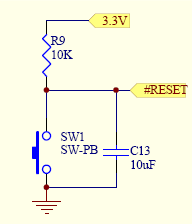 3.3V
R9
10K
#RESET
SW1
SW-PB
C13
10uF